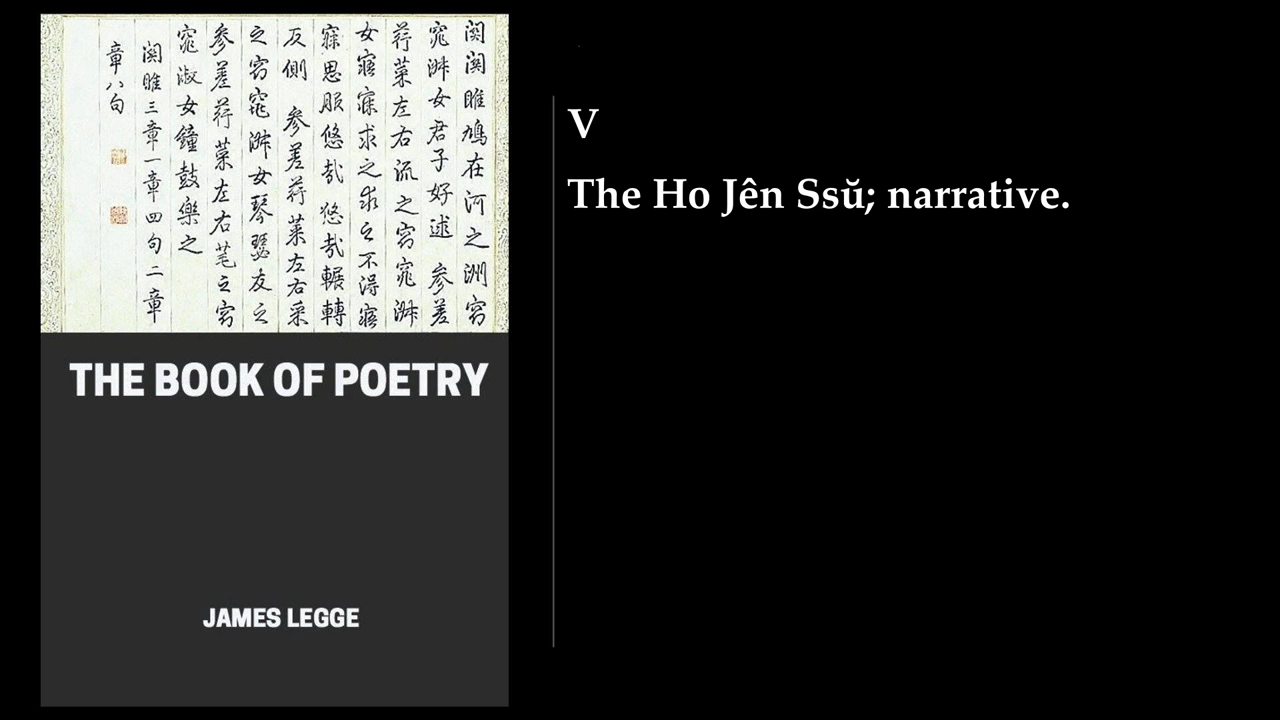 關關雎鳩在河之洲窈
窕淑女君子好逑 參差
荇菜左右流之窈窕淑
女寤寐求之求之不得寤
寐思服悠哉悠哉輾轉
反側 參差荇菜左右采
之窈窕淑女琴瑟友之
參差荇菜左右芼之窈
窕淑女鐘鼓樂之
關雎三章一章四句二章
章八句
THE BOOK OF POETRY
JAMES LEGGE
V
The Ho Jên Ssŭ; narrative.